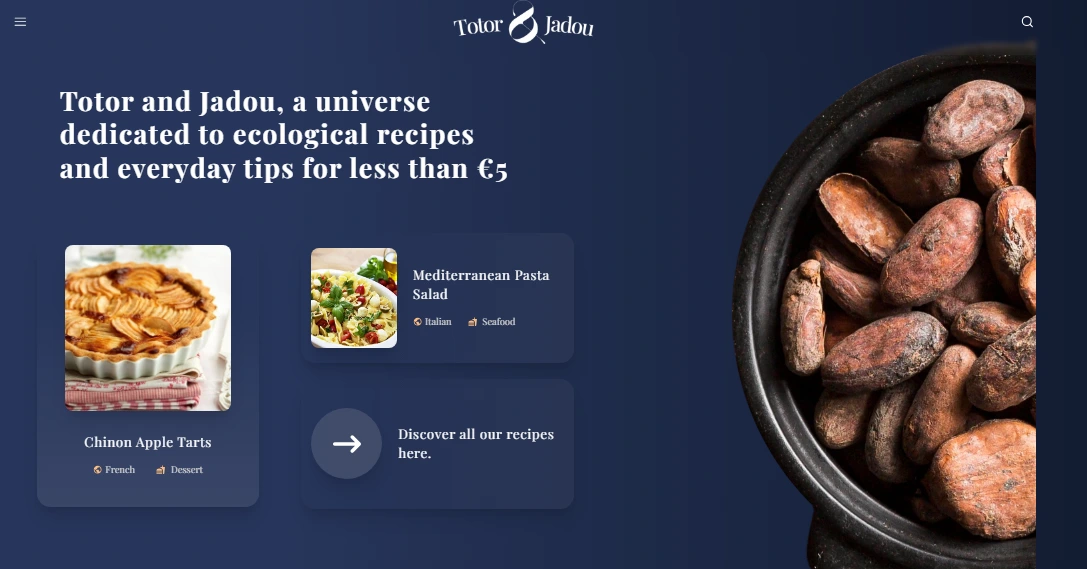 Totor & Jadou
Totor and Jadou, a universe
dedicated to ecological recipes
and everyday tips for less than €5
Chinon Apple Tarts
French Dessert
Mediterranean Pasta
Salad
Italian Seafood
Discover all our recipes
here.